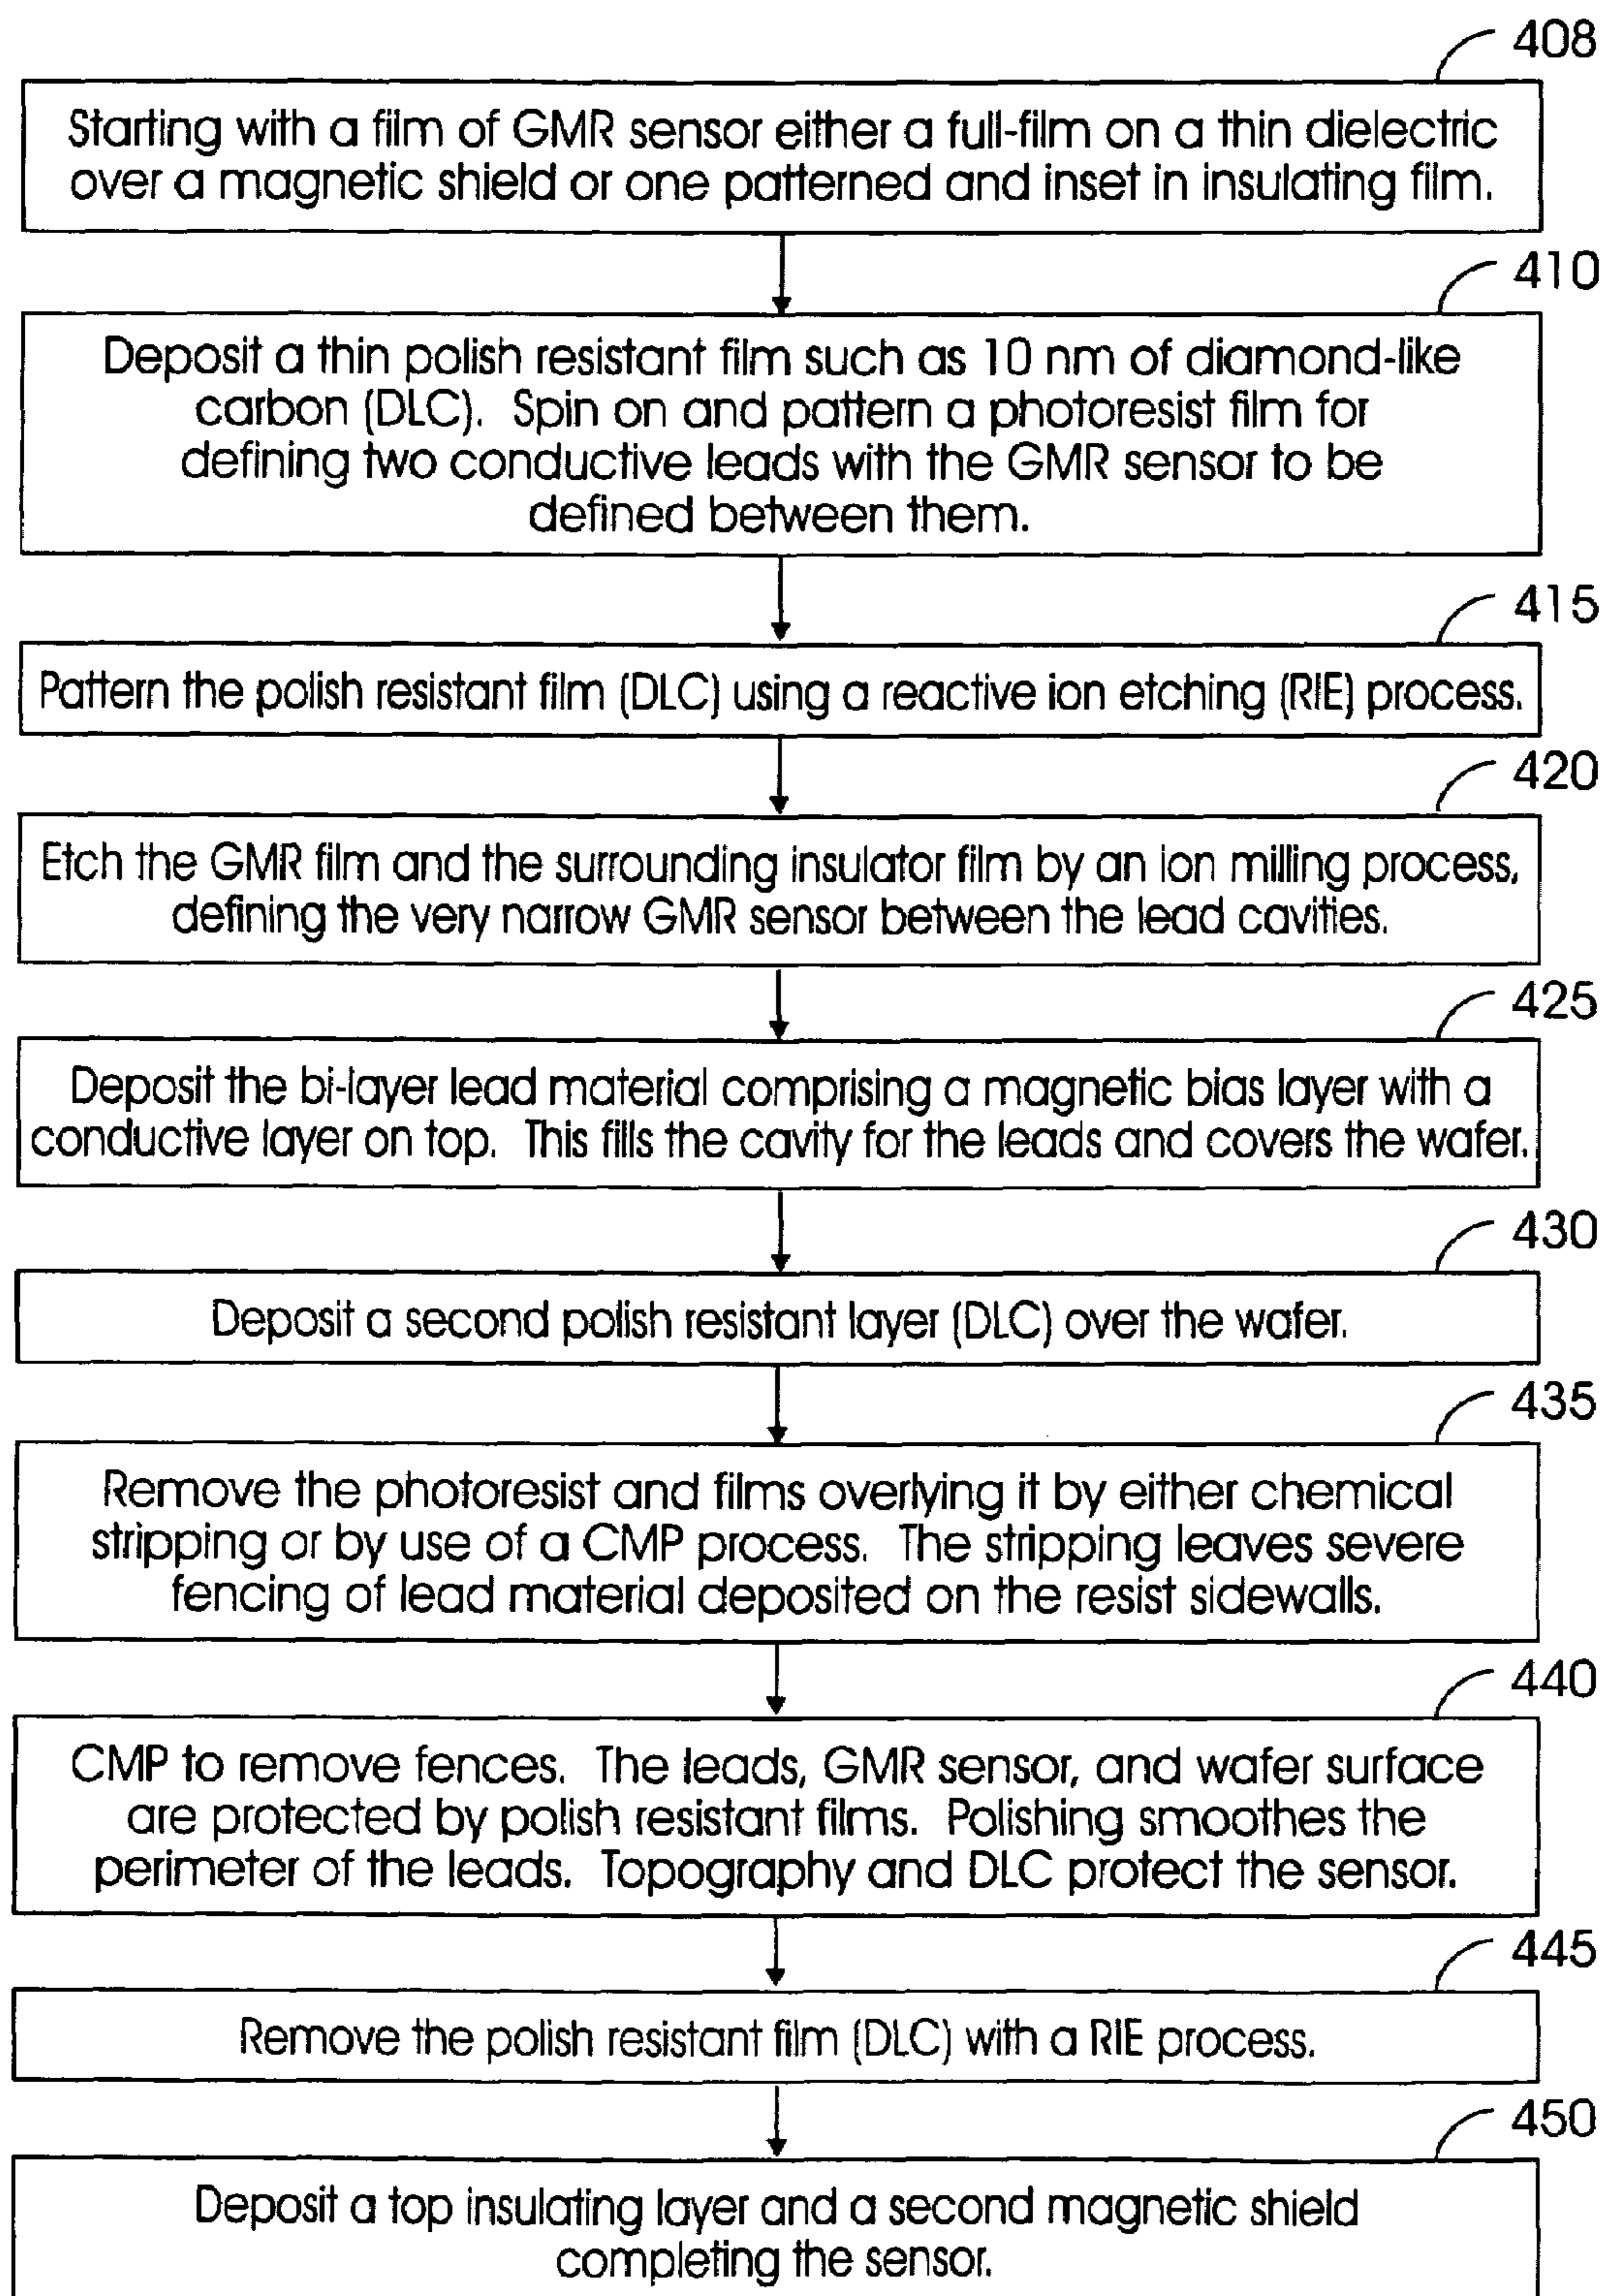 408
Starting with a film of GMR sensor either a full-film on a thin dielectric
over a magnetic shield or one patterned and inset in insulating film.
410
Deposit a thin polish resistant film such as 10 nm of diamond-like
carbon (DLC). Spin on and pattern a photoresist film for
defining two conductive leads with the GMR sensor to be
defined between them.
415
Pattern the polish resistant film (DLC) using a reactive ion etching (RIE) process.
420
Etch the GMR film and the surrounding insulator film by an ion milling process,
defining the very narrow GMR sensor between the lead cavities.
425
Deposit the bi-layer lead material comprising a magnetic bias layer with a
conductive layer on top. This fills the cavity for the leads and covers the wafer.
430
Deposit a second polish resistant layer (DLC) over the wafer.
435
Remove the photoresist and films overlying it by either chemical
stripping or by use of a CMP process. The stripping leaves severe
fencing of lead material deposited on the resist sidewalls.
440
CMP to remove fences. The leads, GMR sensor, and wafer surface
are protected by polish resistant films. Polishing smoothes the
perimeter of the leads. Topography and DLC protect the sensor.
445
Remove the polish resistant film (DLC) with a RIE process.
450
Deposit a top insulating layer and a second magnetic shield
completing the sensor.